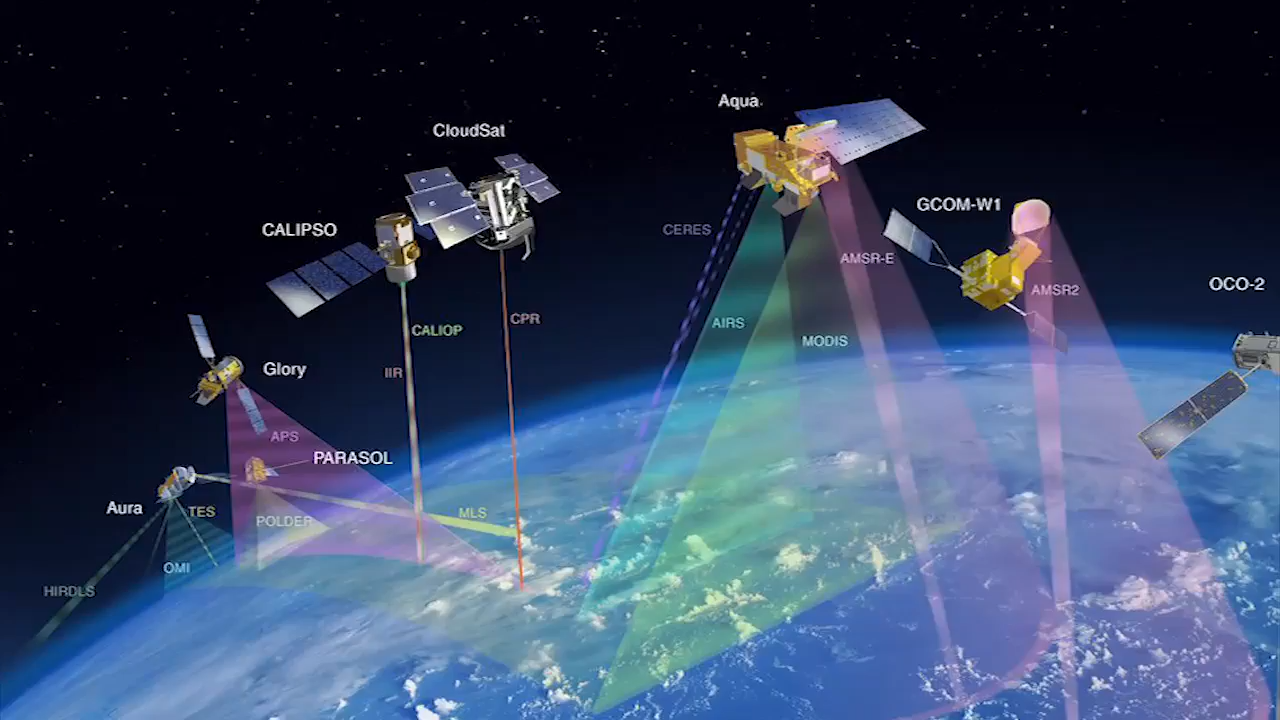 Aqua
CloudSat
GCOM-W1
CALIPSO
CERES
AMSR-E
OCO-2
AMSR2
CPR
AIRS
CALIOP
MODIS
Glory
IIR
APS
PARASOL
Aura
TES
MLS
POLDER
OMI
HIRDLS